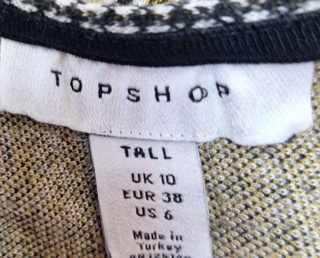 TOPSHOP
TALL
UK 10
EUR 38
US 6
Made in
Turkey